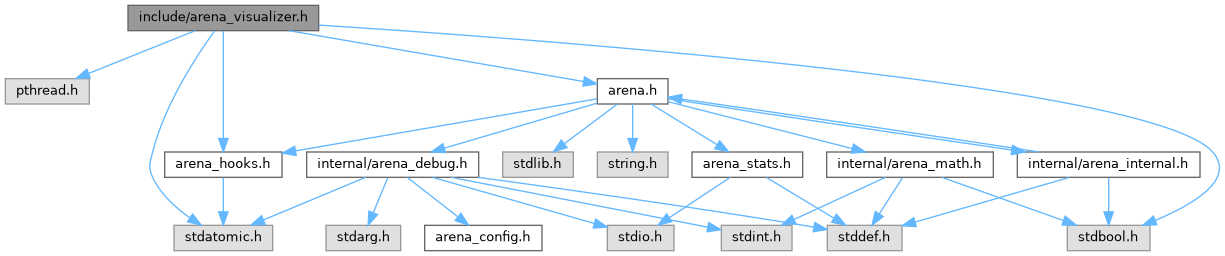 include/arena_visualizer.h
pthread.h
arena.h
arena_hooks.h
internal/arena_debug.h
stdlib.h
string.h
arena_stats.h
internal/arena_math.h
internal/arena_internal.h
stdatomic.h
stdarg.h
arena_config.h
stdio.h
stdint.h
stddef.h
stdbool.h